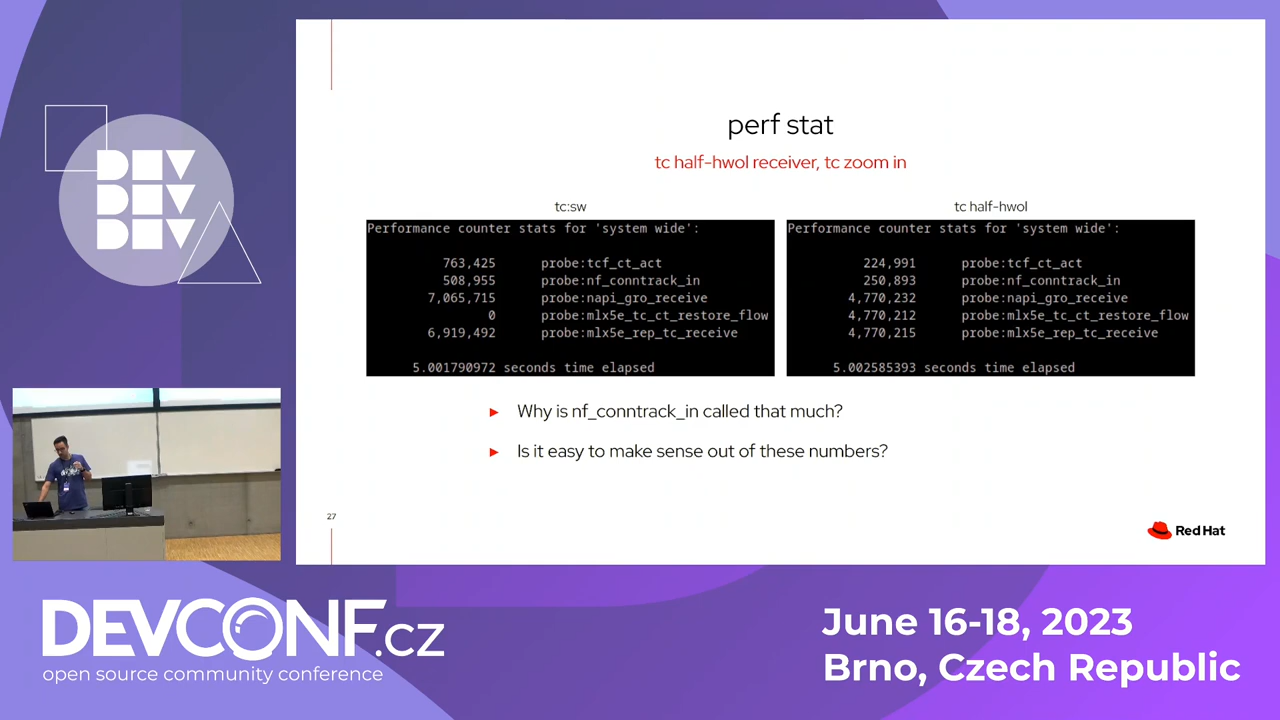 DEV
DEV
DEV
perf stat
tc half-hwol receiver, tc zoom in
tc:sw
Performance counter stats for 'system wide':
763,425 probe:tcf_ct_act
508,955 probe:nf_conntrack_in
7,065,715 probe:napi_gro_receive
0 probe:mlx5e_tc_ct_restore_flow
6,919,492 probe:mlx5e_rep_tc_receive
5.001790972 seconds time elapsed
tc half-hwol
Performance counter stats for 'system wide':
224,991 probe:tcf_ct_act
250,893 probe:nf_conntrack_in
4,770,232 probe:napi_gro_receive
4,770,212 probe:mlx5e_tc_ct_restore_flow
4,770,215 probe:mlx5e_rep_tc_receive
5.002585393 seconds time elapsed
► Why is nf_conntrack_in called that much?
► Is it easy to make sense out of these numbers?
27
Red Hat
DEVCONF.cz
open source community conference
June 16-18, 2023
Brno, Czech Republic